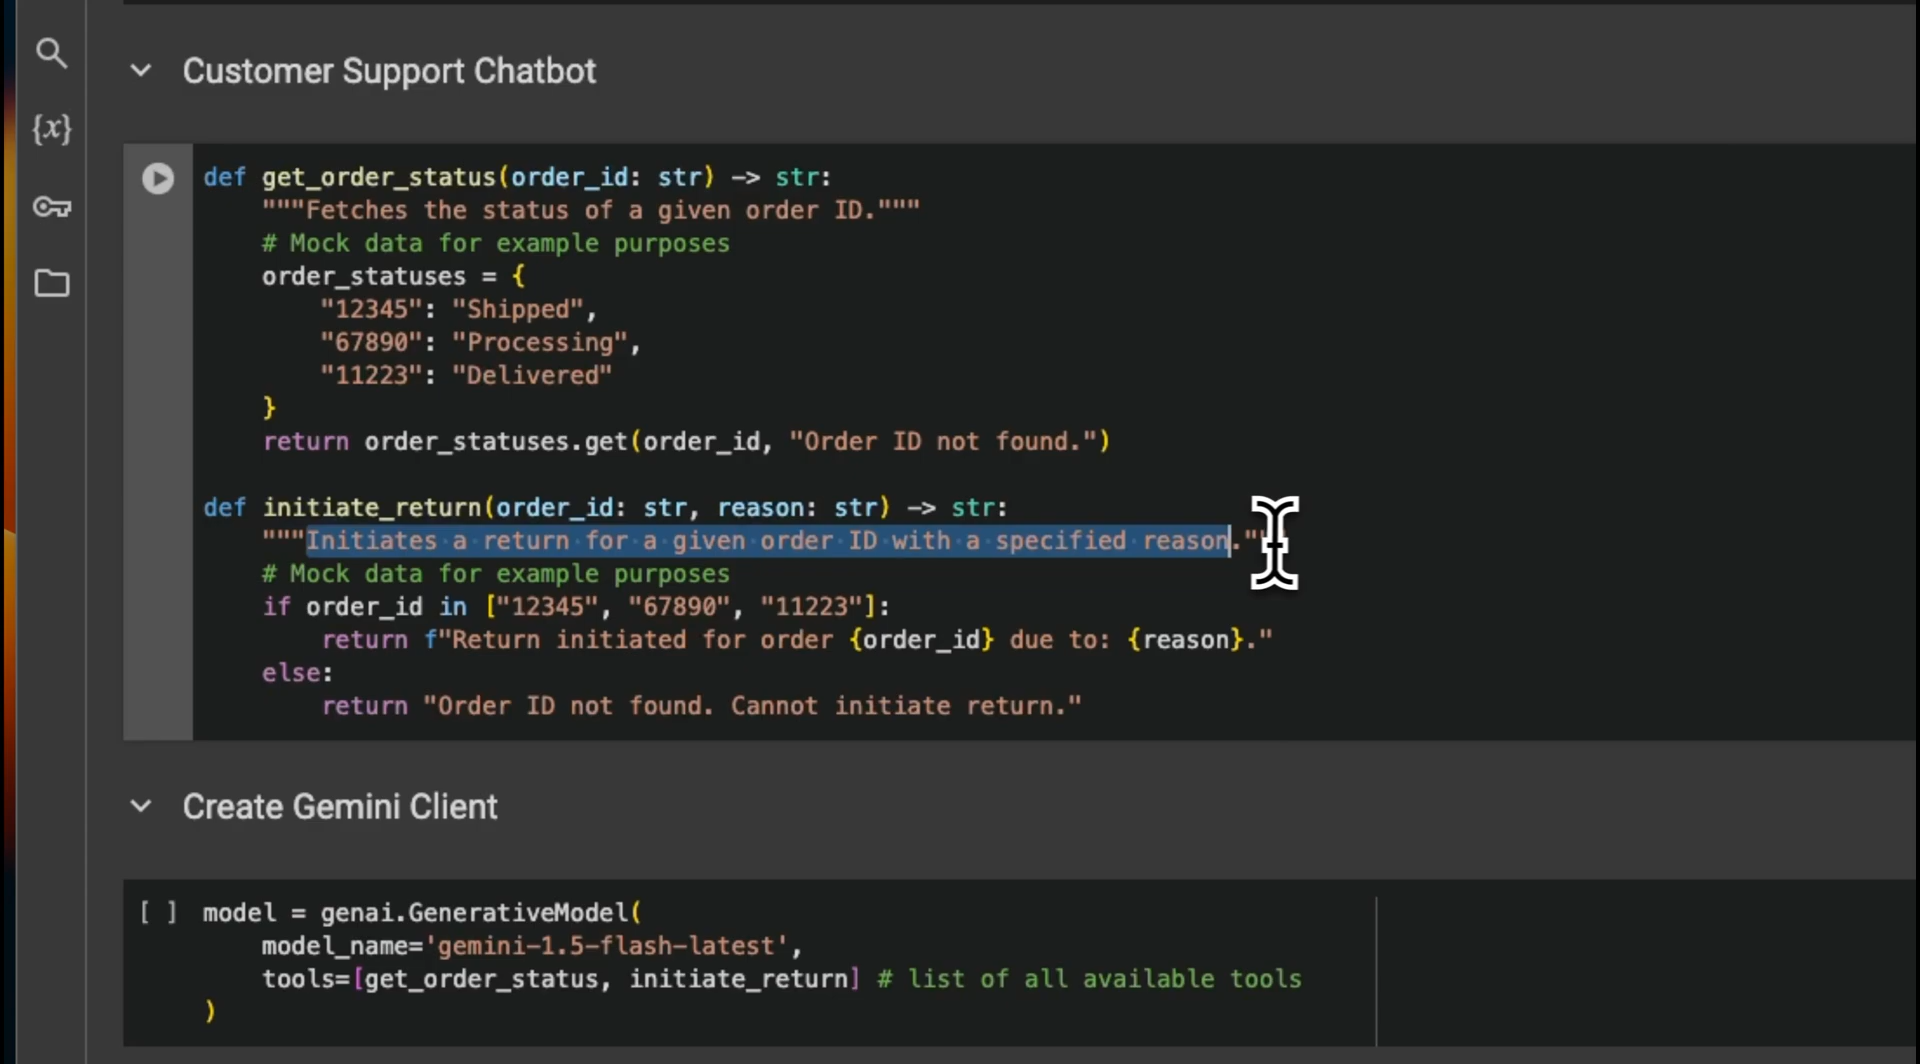 Customer Support Chatbot
{x}
def get_order_status(order_id: str) -> str:
    """Fetches the status of a given order ID."""
    # Mock data for example purposes
    order_statuses = {
        "12345": "Shipped",
        "67890": "Processing",
        "11223": "Delivered"
    }
    return order_statuses.get(order_id, "Order ID not found.")
def initiate_return(order_id: str, reason: str) -> str:
    """Initiates a return for a given order ID with a specified reason.""
    # Mock data for example purposes
    if order_id in ["12345", "67890", "11223"]:
        return f"Return initiated for order {order_id} due to: {reason}."
    else:
        return "Order ID not found. Cannot initiate return."
Create Gemini Client
[ ] model = genai.GenerativeModel(
    model_name='gemini-1.5-flash-latest',
    tools=[get_order_status, initiate_return] # list of all available tools
)